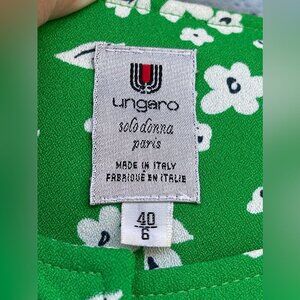 ungaro
solo donna
paris
MADE IN ITALY
FABRIQUÉ EN ITALIE
40
6